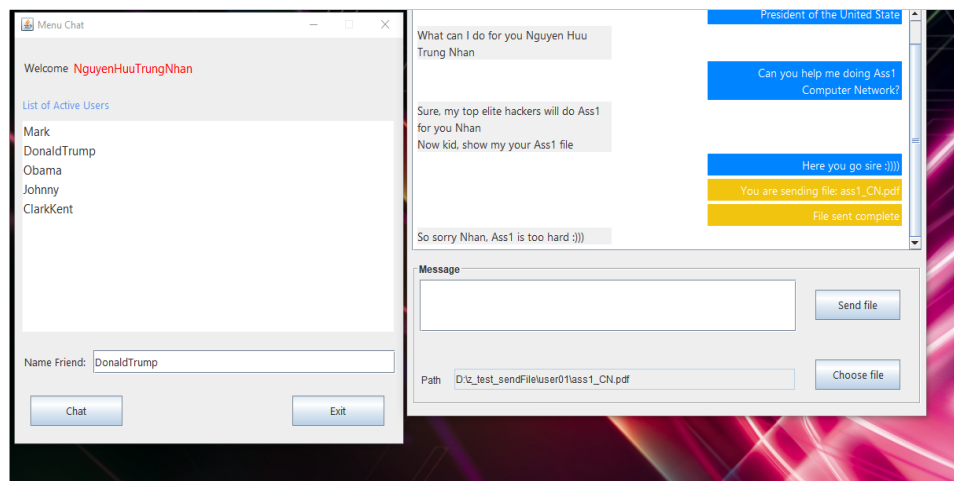 Menu Chat
Welcome NguyenHuuTrungNhan
List of Active Users
Mark
DonaldTrump
Obama
Johnny
ClarkKent
Name Friend: DonaldTrump
Chat
Exit
President of the United State
What can I do for you Nguyen Huu
Trung Nhan
Can you help me doing Ass1
Computer Network?
Sure, my top elite hackers will do Ass1
for you Nhan
Now kid, show my your Ass1 file
Here you go sire :))))
You are sending file: ass1_CN.pdf
File sent complete
So sorry Nhan, Ass1 is too hard :)))
Message
Send file
Path D:\z_test_sendFile\user01\ass1_CN.pdf
Choose file